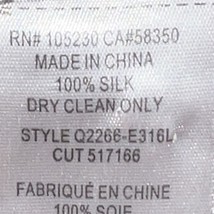 RN# 105230 CA#58350
MADE IN CHINA
100% SILK
DRY CLEAN ONLY
STYLE Q2266-E316L
CUT 517166
FABRIQUÉ EN CHINE
100% SOIE